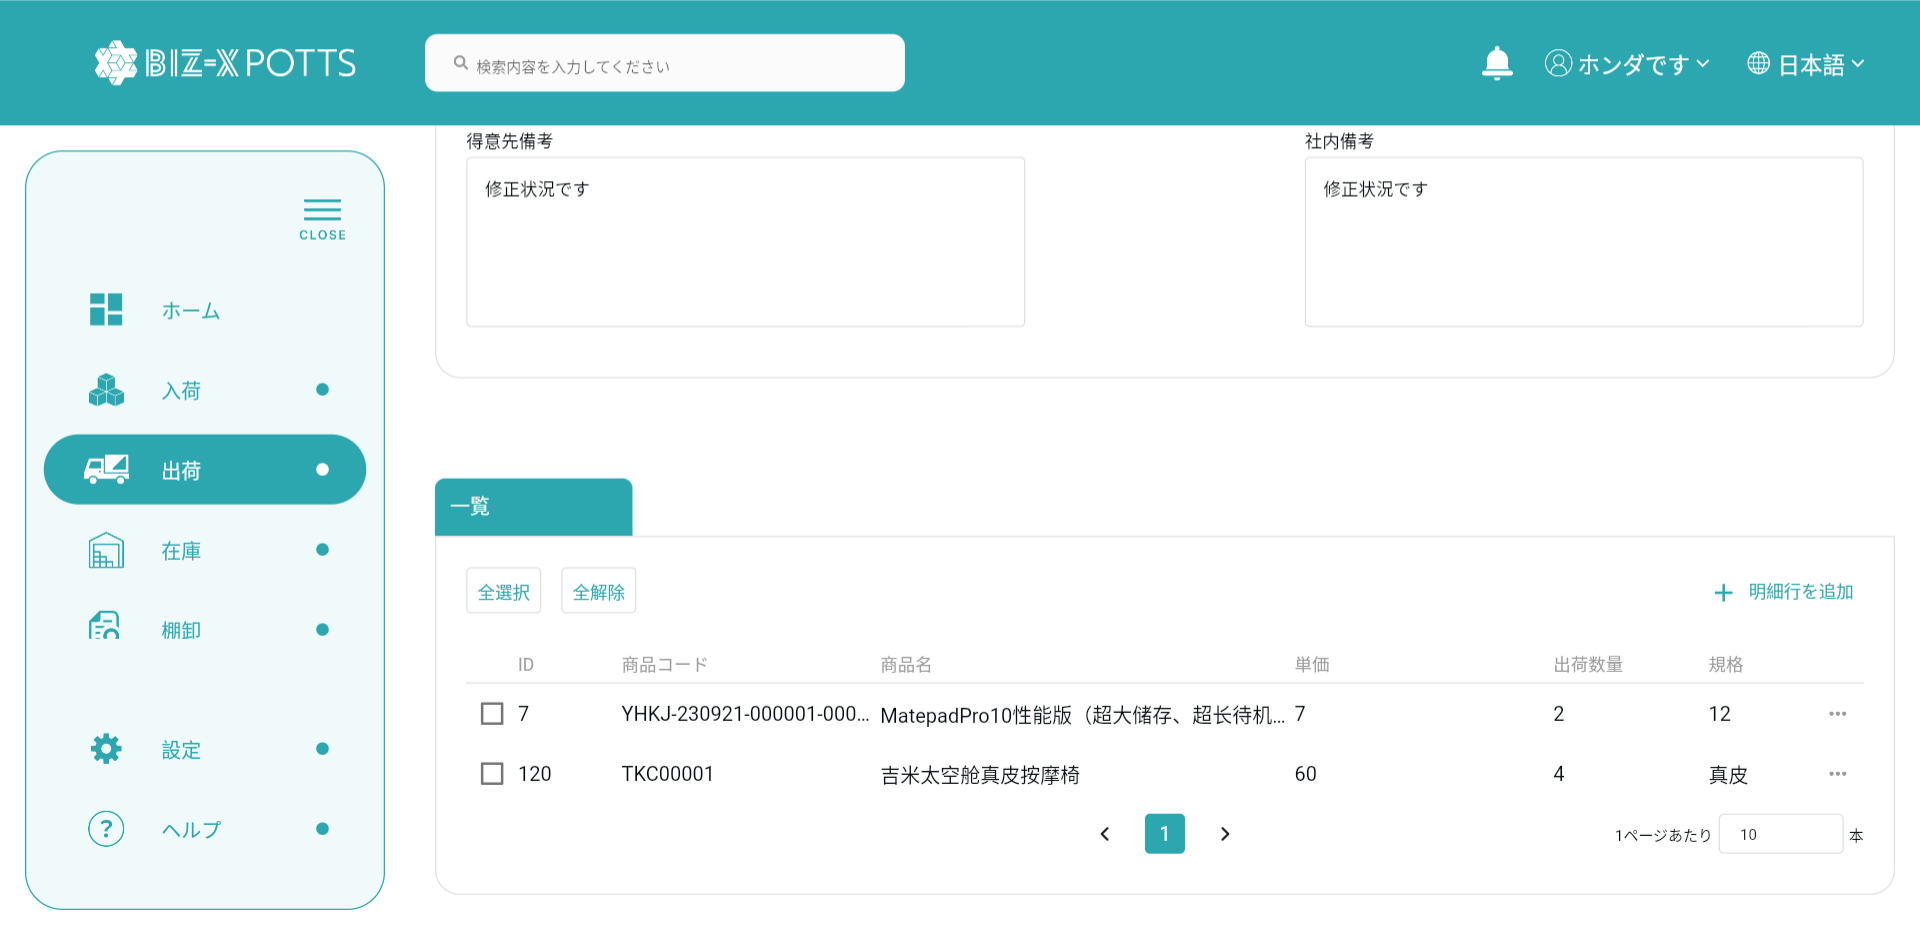 BIZ-X POTTS
検索内容を入力してください
ホンダです
日本語
CLOSE
ホーム
入荷
出荷
在庫
棚卸
設定
ヘルプ
得意先備考
社内備考
修正状況です
修正状況です
一覧
全選択
全解除
明細行を追加
ID 商品コード 商品名 単価 出荷数量 規格
7 YHKJ-230921-000001-000... MatepadPro10性能版（超大储存、超长待机... 7 2 12
120 TKC00001 吉米太空舱真皮按摩椅 60 4 真皮
1
1ページあたり 10 本